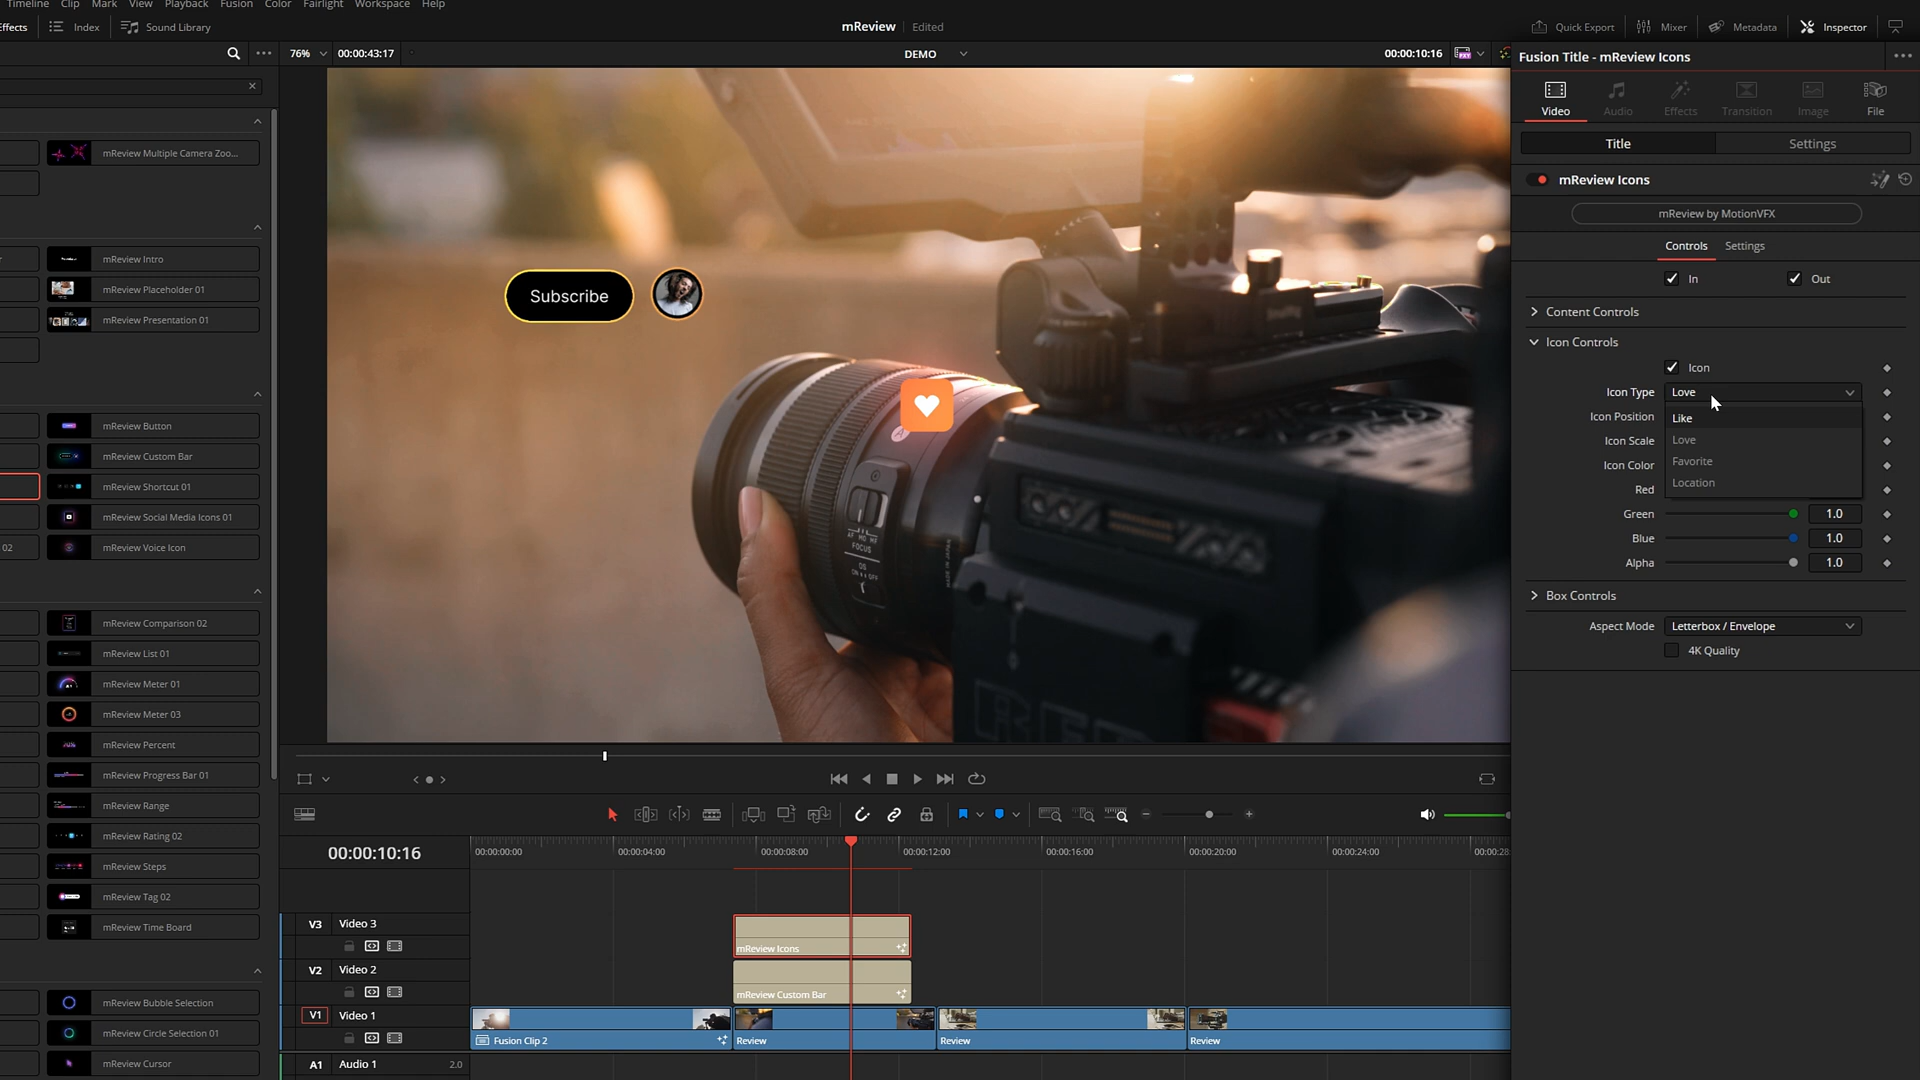 Timeline Clip Mark View Playback Fusion Color Fairlight Workspace Help
Effects Index Sound Library
mReview Edited
Quick Export Mixer Metadata Inspector
76% 00:00:43:17
DEMO
00:00:10:16
Fusion Title - mReview Icons
Video Audio Effects Transition Image File
Title Settings
mReview Icons
mReview by MotionVFX
Controls Settings
In Out
Content Controls
Icon Controls
Icon
Icon Type Love
Like
Love
Favorite
Location
Icon Position
Icon Scale
Icon Color
Red
Green 1.0
Blue 1.0
Alpha 1.0
Box Controls
Aspect Mode Letterbox / Envelope
4K Quality
mReview Multiple Camera Zoo...
mReview Intro
mReview Placeholder 01
mReview Presentation 01
mReview Button
mReview Custom Bar
mReview Shortcut 01
mReview Social Media Icons 01
02 mReview Voice Icon
mReview Comparison 02
mReview List 01
mReview Meter 01
mReview Meter 03
mReview Percent
mReview Progress Bar 01
mReview Range
mReview Rating 02
mReview Steps
mReview Tag 02
mReview Time Board
mReview Bubble Selection
mReview Circle Selection 01
mReview Cursor
Subscribe
A
AF MO MF
FOCUS
OS
00:00:10:16
00:00:00:00 00:00:04:00 00:00:08:00 00:00:12:00 00:00:16:00 00:00:20:00 00:00:24:00 00:00:28:
V3 Video 3
mReview Icons
V2 Video 2
mReview Custom Bar
V1 Video 1
Fusion Clip 2 Review Review Review
A1 Audio 1 2.0